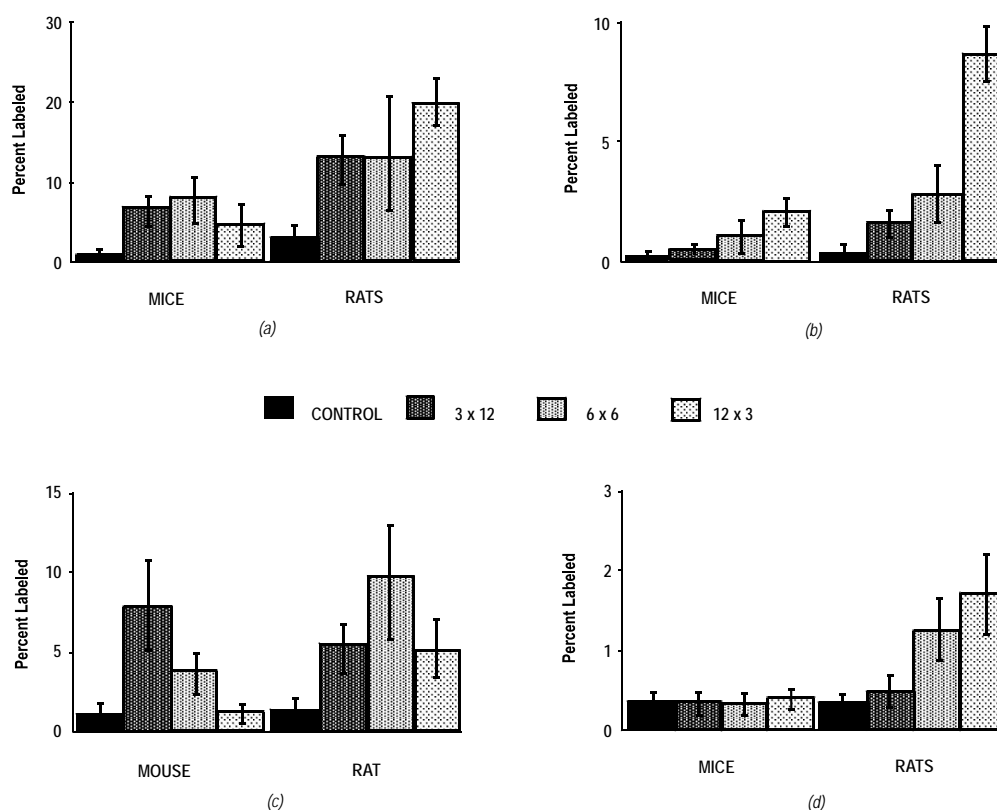 30
20
10
0
Percent Labeled
MICE
RATS
(a)
10
5
0
Percent Labeled
MICE
RATS
(b)
CONTROL
3 x 12
6 x 6
12 x 3
15
10
5
0
Percent Labeled
MOUSE
RAT
(c)
3
2
1
0
Percent Labeled
MICE
RATS
(d)